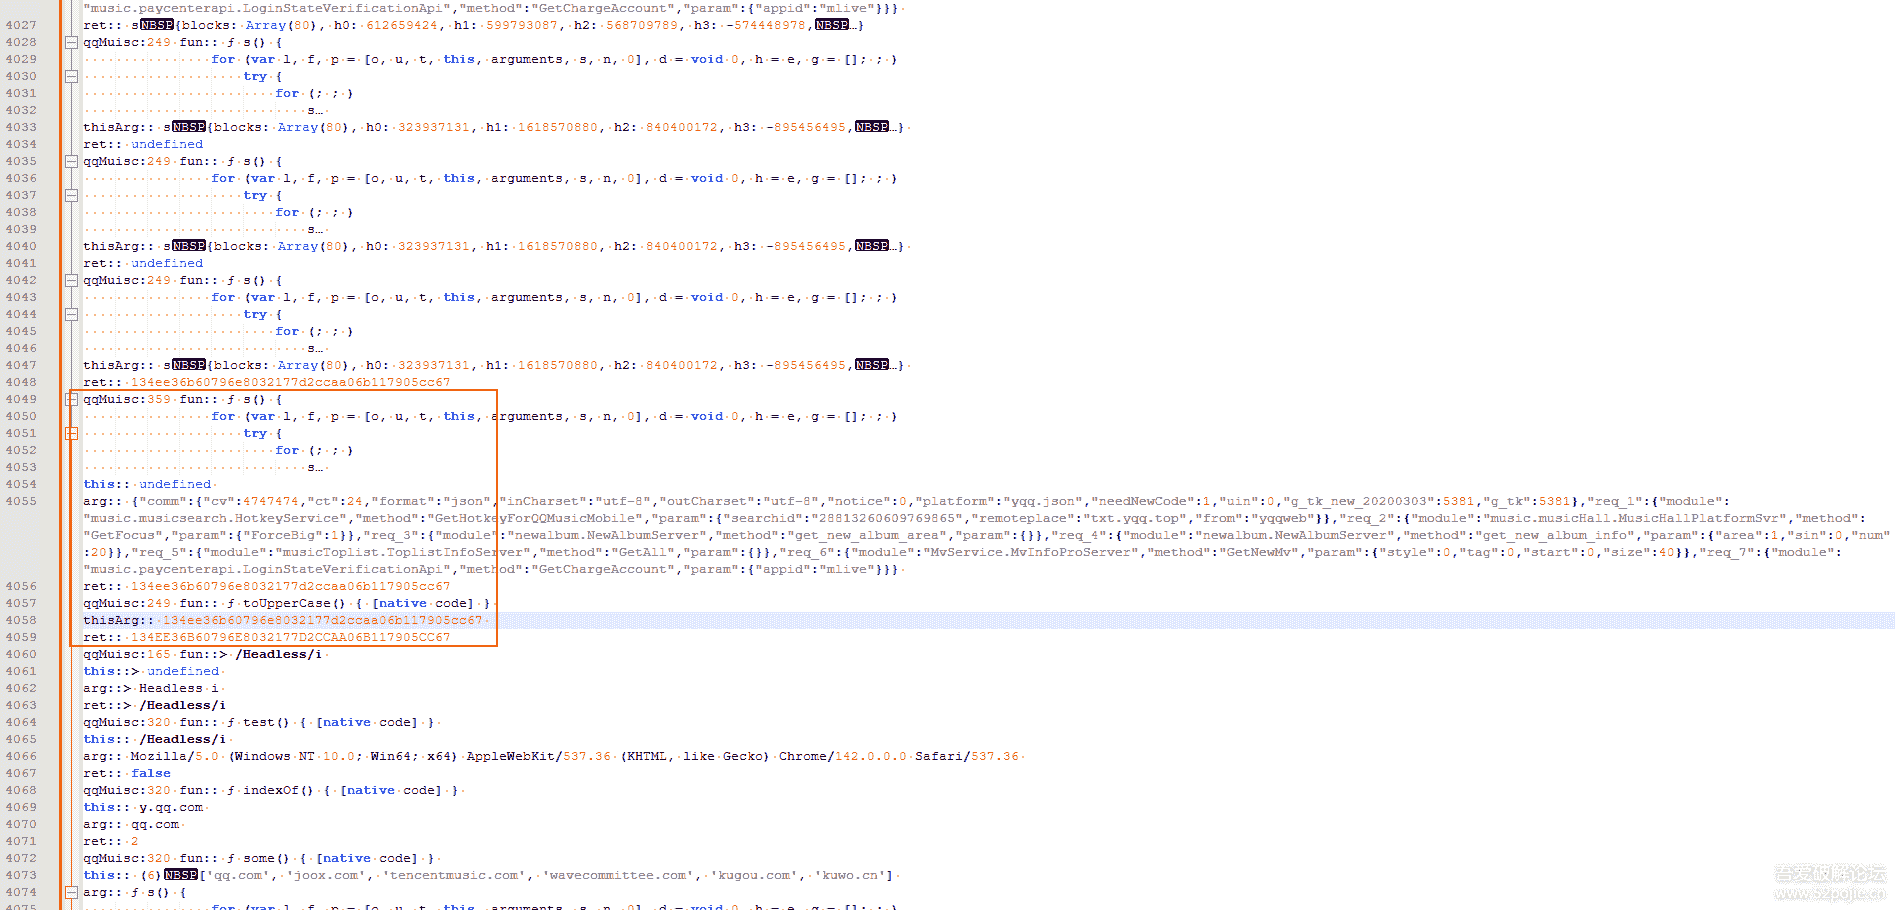 "music.paycenterapi.LoginStateVerificationApi","method":"GetChargeAccount","param":{"appid":"mlive"}}}
4027 ret:: sNBSP{blocks: Array(80), h0: 612659424, h1: 599793087, h2: 568709789, h3: -574448978,NBSP…}
4028 qqMuisc:249 fun:: ƒ s() {
4029 for (var l, f, p = [o, u, t, this, arguments, s, n, 0], d = void 0, h = e, g = []; ; )
4030 try {
4031 for (; ; )
4032 s…
4033 thisArg:: sNBSP{blocks: Array(80), h0: 323937131, h1: 1618570880, h2: 840400172, h3: -895456495,NBSP…}
4034 ret:: undefined
4035 qqMuisc:249 fun:: ƒ s() {
4036 for (var l, f, p = [o, u, t, this, arguments, s, n, 0], d = void 0, h = e, g = []; ; )
4037 try {
4038 for (; ; )
4039 s…
4040 thisArg:: sNBSP{blocks: Array(80), h0: 323937131, h1: 1618570880, h2: 840400172, h3: -895456495,NBSP…}
4041 ret:: undefined
4042 qqMuisc:249 fun:: ƒ s() {
4043 for (var l, f, p = [o, u, t, this, arguments, s, n, 0], d = void 0, h = e, g = []; ; )
4044 try {
4045 for (; ; )
4046 s…
4047 thisArg:: sNBSP{blocks: Array(80), h0: 323937131, h1: 1618570880, h2: 840400172, h3: -895456495,NBSP…}
4048 ret:: 134ee36b60796e8032177d2ccaa06b117905cc67
4049 qqMuisc:359 fun:: ƒ s() {
4050 for (var l, f, p = [o, u, t, this, arguments, s, n, 0], d = void 0, h = e, g = []; ; )
4051 try {
4052 for (; ; )
4053 s…
4054 this:: undefined
4055 arg:: {"comm":{"cv":4747474,"ct":24,"format":"json","inCharset":"utf-8","outCharset":"utf-8","notice":0,"platform":"yqq.json","needNewCode":1,"uin":0,"g_tk_new_20200303":5381,"g_tk":5381},"req_1":{"module":
"music.musicsearch.HotkeyService","method":"GetHotkeyForQQMusicMobile","param":{"searchid":"28813260609769865","remoteplace":"txt.yqq.top","from":"yqqweb"}},"req_2":{"module":"music.musicHall.MusicHallPlatformSvr","method":
"GetFocus","param":{"ForceBig":1}},"req_3":{"module":"newalbum.NewAlbumServer","method":"get_new_album_area","param":{}},"req_4":{"module":"newalbum.NewAlbumServer","method":"get_new_album_info","param":{"area":1,"sin":0,"num"
:20}},"req_5":{"module":"musicToplist.ToplistInfoServer","method":"GetAll","param":{}},"req_6":{"module":"MvService.MvInfoProServer","method":"GetNewMv","param":{"style":0,"tag":0,"start":0,"size":40}},"req_7":{"module":
"music.paycenterapi.LoginStateVerificationApi","method":"GetChargeAccount","param":{"appid":"mlive"}}}
4056 ret:: 134ee36b60796e8032177d2ccaa06b117905cc67
4057 qqMuisc:249 fun:: ƒ toUpperCase() { [native code] }
4058 thisArg:: 134ee36b60796e8032177d2ccaa06b117905cc67
4059 ret:: 134EE36B60796E8032177D2CCAA06B117905CC67
4060 qqMuisc:165 fun::> /Headless/i
4061 this::> undefined
4062 arg::> Headless i
4063 ret::> /Headless/i
4064 qqMuisc:320 fun:: ƒ test() { [native code] }
4065 this:: /Headless/i
4066 arg:: Mozilla/5.0 (Windows NT 10.0; Win64; x64) AppleWebKit/537.36 (KHTML, like Gecko) Chrome/142.0.0.0 Safari/537.36
4067 ret:: false
4068 qqMuisc:320 fun:: ƒ indexOf() { [native code] }
4069 this:: y.qq.com
4070 arg:: qq.com
4071 ret:: 2
4072 qqMuisc:320 fun:: ƒ some() { [native code] }
4073 this:: (6)NBSP['qq.com', 'joox.com', 'tencentmusic.com', 'wavecommittee.com', 'kugou.com', 'kuwo.cn']
4074 arg:: ƒ s() {
4075 for (var l, f, p = [o, u, t, this, arguments, s, n, 0], d = void 0, h = e, g = []; ; )
吾爱破解论坛
www.52pojie.cn